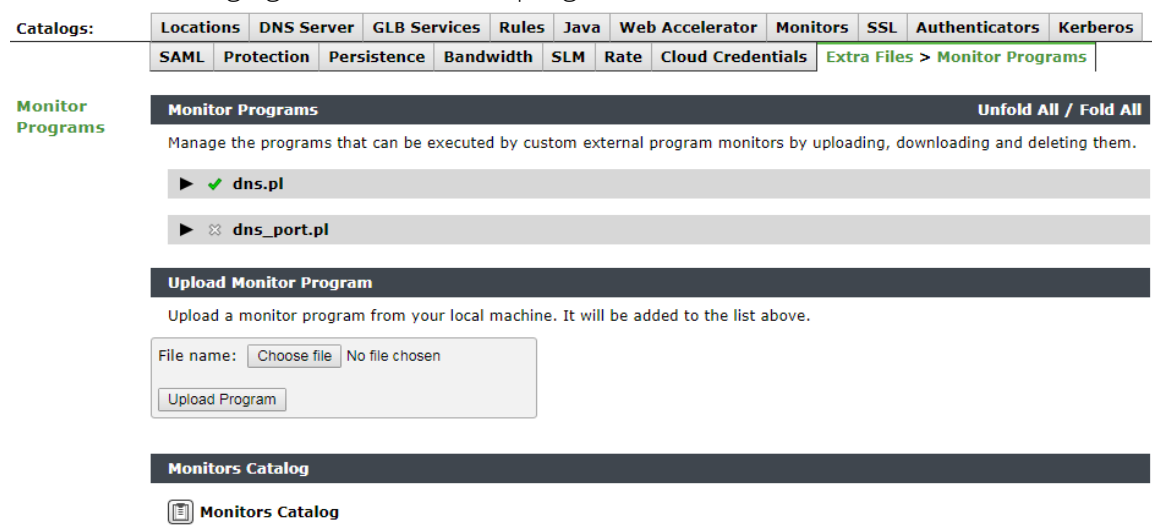 Catalogs:
Locations DNS Server GLB Services Rules Java Web Accelerator Monitors SSL Authenticators Kerberos
SAML Protection Persistence Bandwidth SLM Rate Cloud Credentials Extra Files > Monitor Programs
Monitor
Programs
Monitor Programs Unfold All / Fold All
Manage the programs that can be executed by custom external program monitors by uploading, downloading and deleting them.
dns.pl
dns_port.pl
Upload Monitor Program
Upload a monitor program from your local machine. It will be added to the list above.
File name: Choose file No file chosen
Upload Program
Monitors Catalog
Monitors Catalog